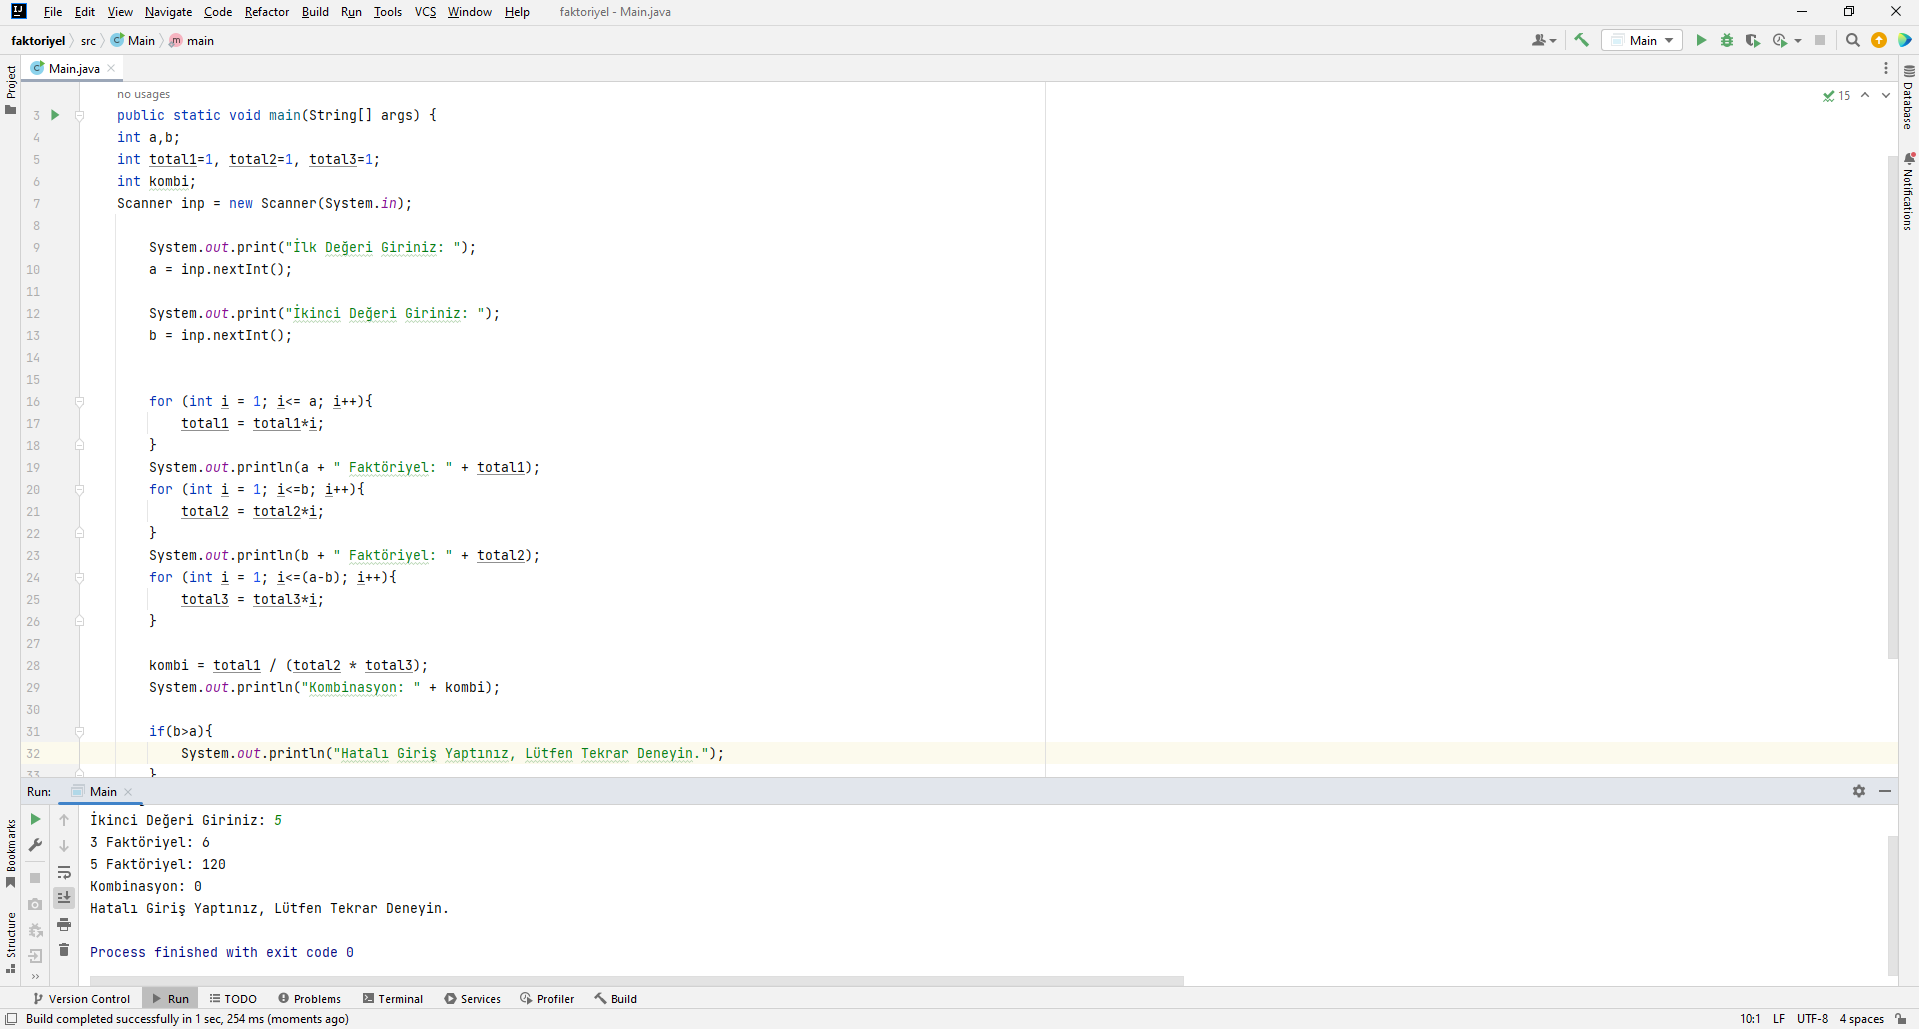 File Edit View Navigate Code Refactor Build Run Tools VCS Window Help faktoriyel - Main.java
faktoriyel src Main main Main
Project
Main.java
no usages
15
3 public static void main(String[] args) {
4 int a,b;
5 int total1=1, total2=1, total3=1;
6 int kombi;
7 Scanner inp = new Scanner(System.in);
8
9 System.out.print("İlk Değeri Giriniz: ");
10 a = inp.nextInt();
11
12 System.out.print("İkinci Değeri Giriniz: ");
13 b = inp.nextInt();
14
15
16 for (int i = 1; i<= a; i++){
17 total1 = total1*i;
18 }
19 System.out.println(a + " Faktöriyel: " + total1);
20 for (int i = 1; i<=b; i++){
21 total2 = total2*i;
22 }
23 System.out.println(b + " Faktöriyel: " + total2);
24 for (int i = 1; i<=(a-b); i++){
25 total3 = total3*i;
26 }
27
28 kombi = total1 / (total2 * total3);
29 System.out.println("Kombinasyon: " + kombi);
30
31 if(b>a){
32 System.out.println("Hatalı Giriş Yaptınız, Lütfen Tekrar Deneyin.");
33 }
Database
Notifications
Run: Main
İkinci Değeri Giriniz: 5
3 Faktöriyel: 6
5 Faktöriyel: 120
Kombinasyon: 0
Hatalı Giriş Yaptınız, Lütfen Tekrar Deneyin.
Process finished with exit code 0
Bookmarks
Structure
Version Control Run TODO Problems Terminal Services Profiler Build
Build completed successfully in 1 sec, 254 ms (moments ago) 10:1 LF UTF-8 4 spaces